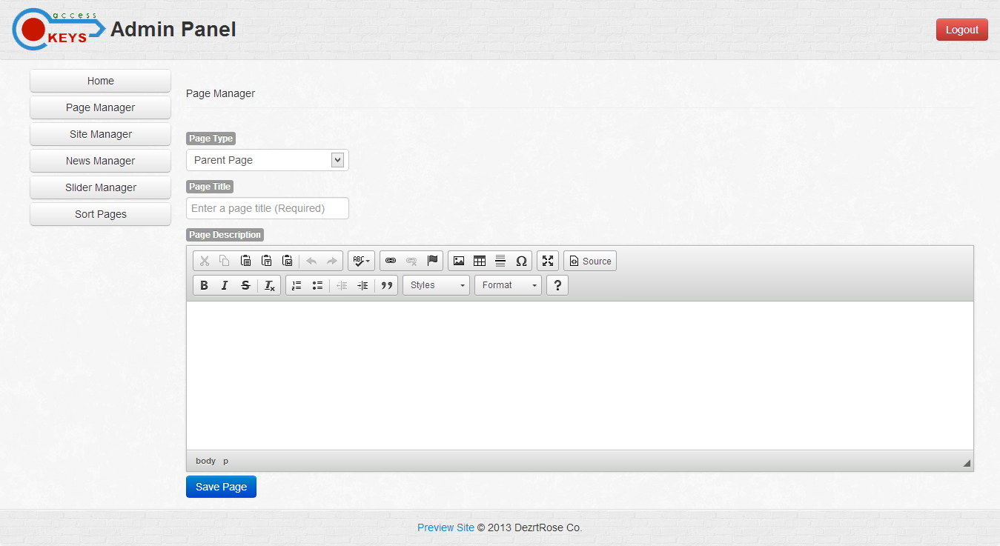 access
KEYS
Admin Panel
Logout
Home
Page Manager
Site Manager
News Manager
Slider Manager
Sort Pages
Page Manager
Page Type
Parent Page
Page Title
Enter a page title (Required)
Page Description
ABC
Ω
Source
B I S Tx
Styles
Format
?
body p
Save Page
Preview Site © 2013 DezrtRose Co.